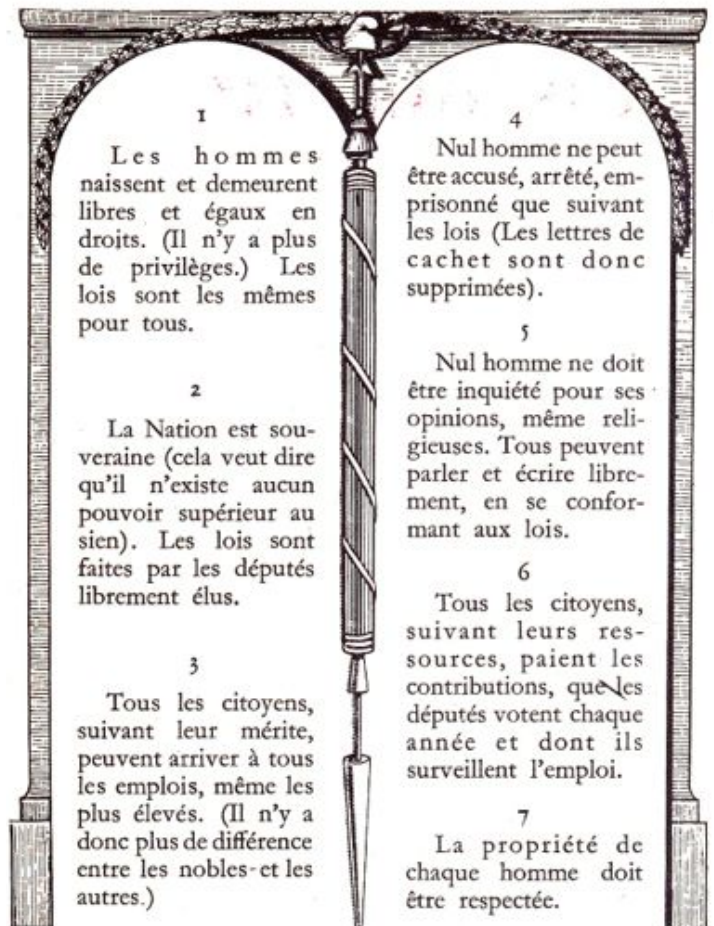 1
Les hommes
naissent et demeurent
libres et égaux en
droits. (Il n'y a plus
de privilèges.) Les
lois sont les mêmes
pour tous.
2
La Nation est sou-
veraine (cela veut dire
qu'il n'existe aucun
pouvoir supérieur au
sien). Les lois sont
faites par les députés
librement élus.
3
Tous les citoyens,
suivant leur mérite,
peuvent arriver à tous
les emplois, même les
plus élevés. (Il n'y a
donc plus de différence
entre les nobles et les
autres.)
4
Nul homme ne peut
être accusé, arrêté, em-
prisonné que suivant
les lois (Les lettres de
cachet sont donc
supprimées).
5
Nul homme ne doit
être inquiété pour ses
opinions, même reli-
gieuses. Tous peuvent
parler et écrire libre-
ment, en se confor-
mant aux lois.
6
Tous les citoyens,
suivant leurs res-
sources, paient les
contributions, que les
députés votent chaque
année et dont ils
surveillent l'emploi.
7
La propriété de
chaque homme doit
être respectée.